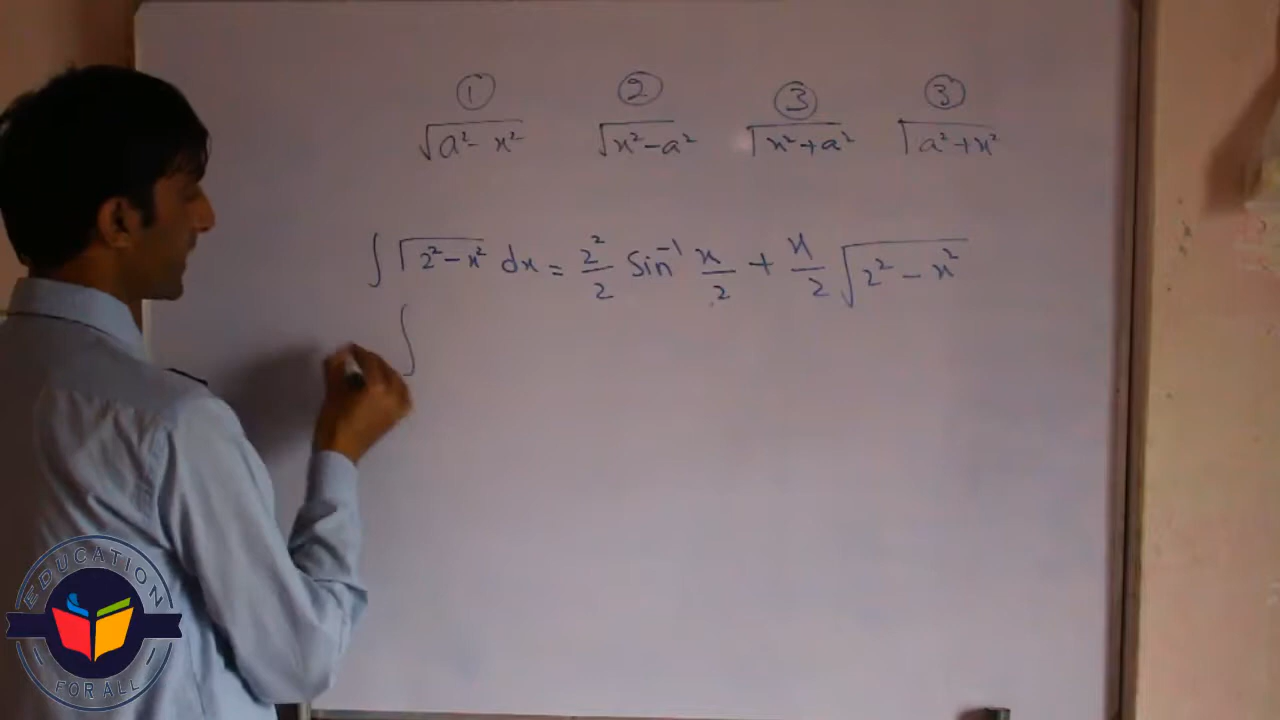 ① ② ③ ③
√(a² - x²) √(x² - a²) √(x² + a²) √(a² + x²)
∫ √(2² - x²) dx = 2²/2 Sin⁻¹ x/2 + x/2 √(2² - x²)
∫
EDUCATION
FOR ALL